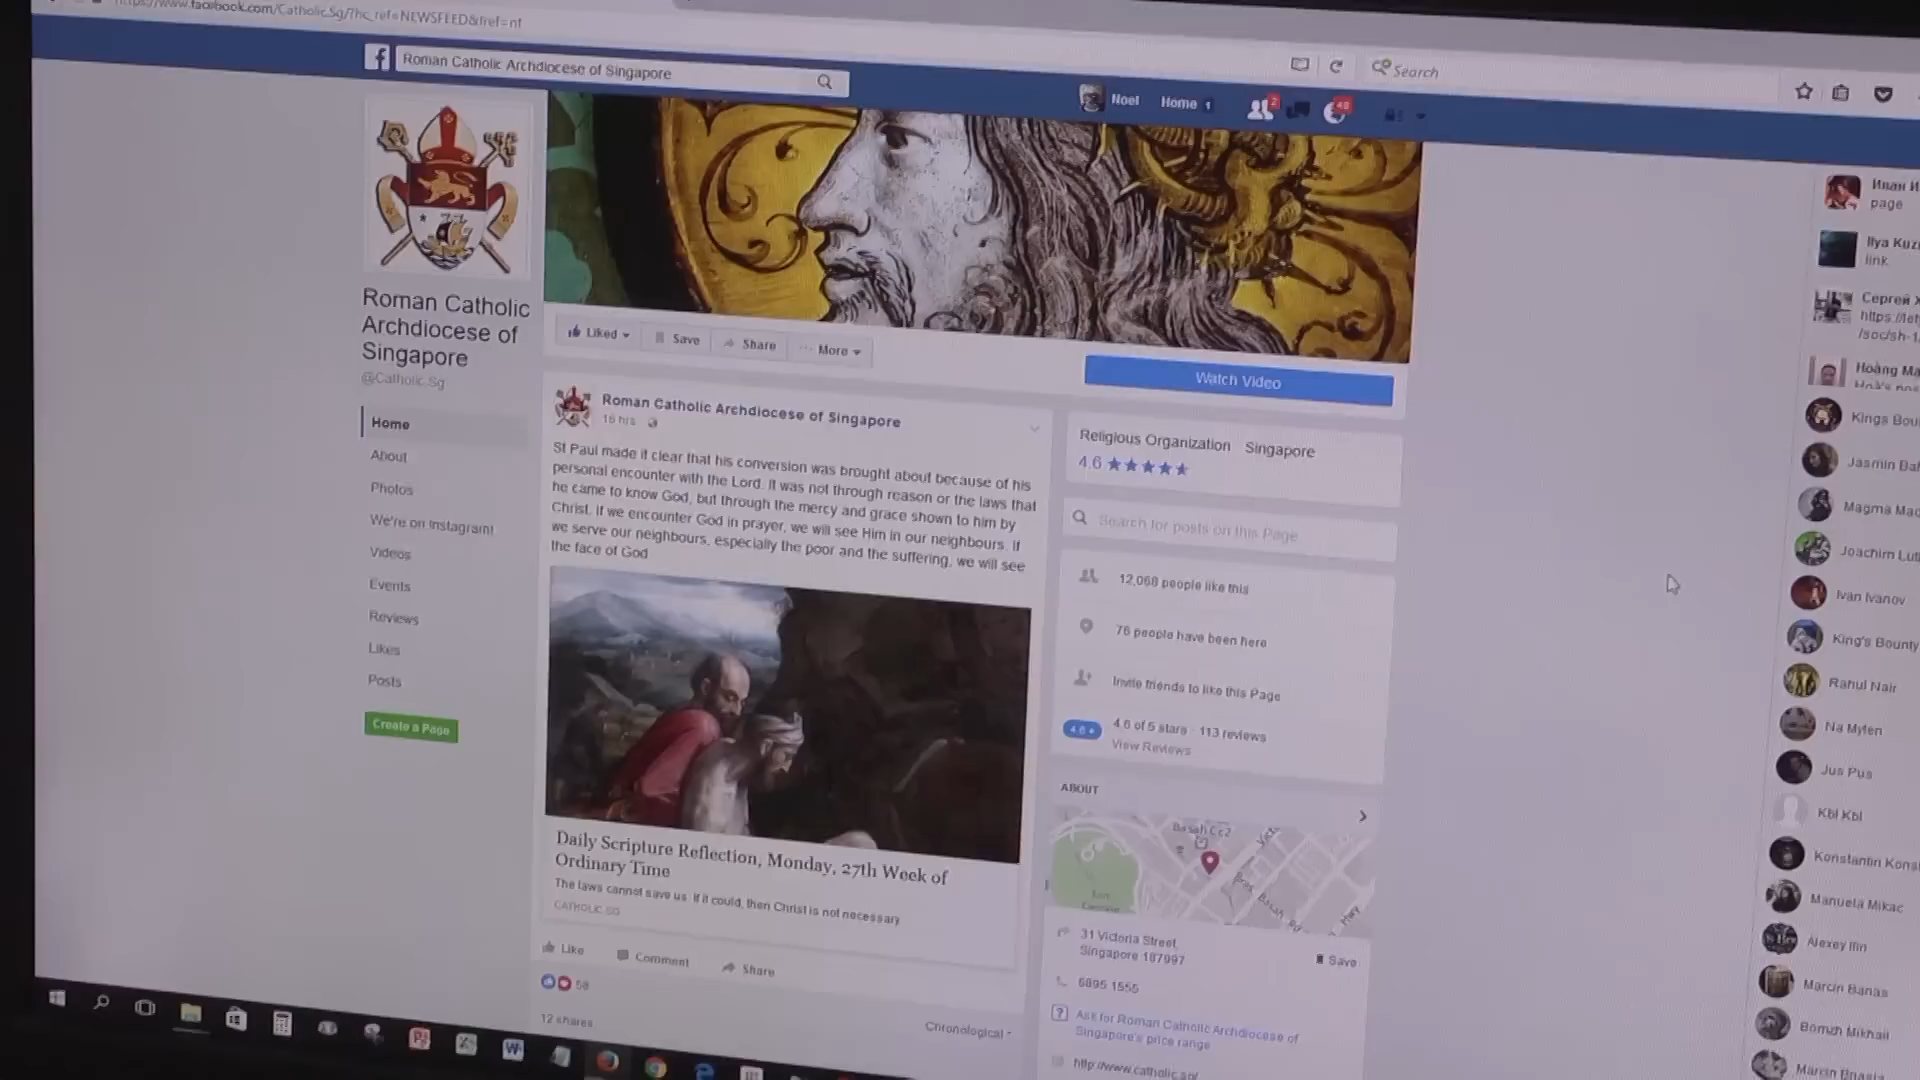 https://www.facebook.com/Catholic.Sg/?hc_ref=NEWSFEED&fref=nf
Roman Catholic Archdiocese of Singapore
Search
Noel
Home 1
2
48
Roman Catholic
Archdiocese of
Singapore
@Catholic.Sg
Home
About
Photos
We're on Instagram!
Videos
Events
Reviews
Likes
Posts
Create a Page
Liked
Save
Share
More
Watch Video
Roman Catholic Archdiocese of Singapore
16 hrs
St Paul made it clear that his conversion was brought about because of his
personal encounter with the Lord. It was not through reason or the laws that
he came to know God, but through the mercy and grace shown to him by
Christ. If we encounter God in prayer, we will see Him in our neighbours. If
we serve our neighbours, especially the poor and the suffering, we will see
the face of God
Daily Scripture Reflection, Monday, 27th Week of
Ordinary Time
The laws cannot save us. If it could, then Christ is not necessary
CATHOLIC.SG
Like
Comment
Share
58
12 shares
Chronological
Religious Organization Singapore
4.6
Search for posts on this Page
12,068 people like this
76 people have been here
Invite friends to like this Page
4.6 of 5 stars · 113 reviews
View Reviews
ABOUT
31 Victoria Street,
Singapore 187997
Save
6895 1555
Ask for Roman Catholic Archdiocese of
Singapore's price range
http://www.catholic.sg/
Иван И
page
Ilya Kuz
link.
Сергей
https://let
/soc/sh-1
Hoàng Ma
Kings Bou
Jasmin Bah
Magma Mag
Joachim Lut
Ivan Ivanov
King's Bounty
Rahul Nair
Na Myten
Jus Pus
Kbl Kbl
Konstantin Kons
Manuela Mikac
Alexey Ilin
Marcin Banas
Bomzh Mikhail